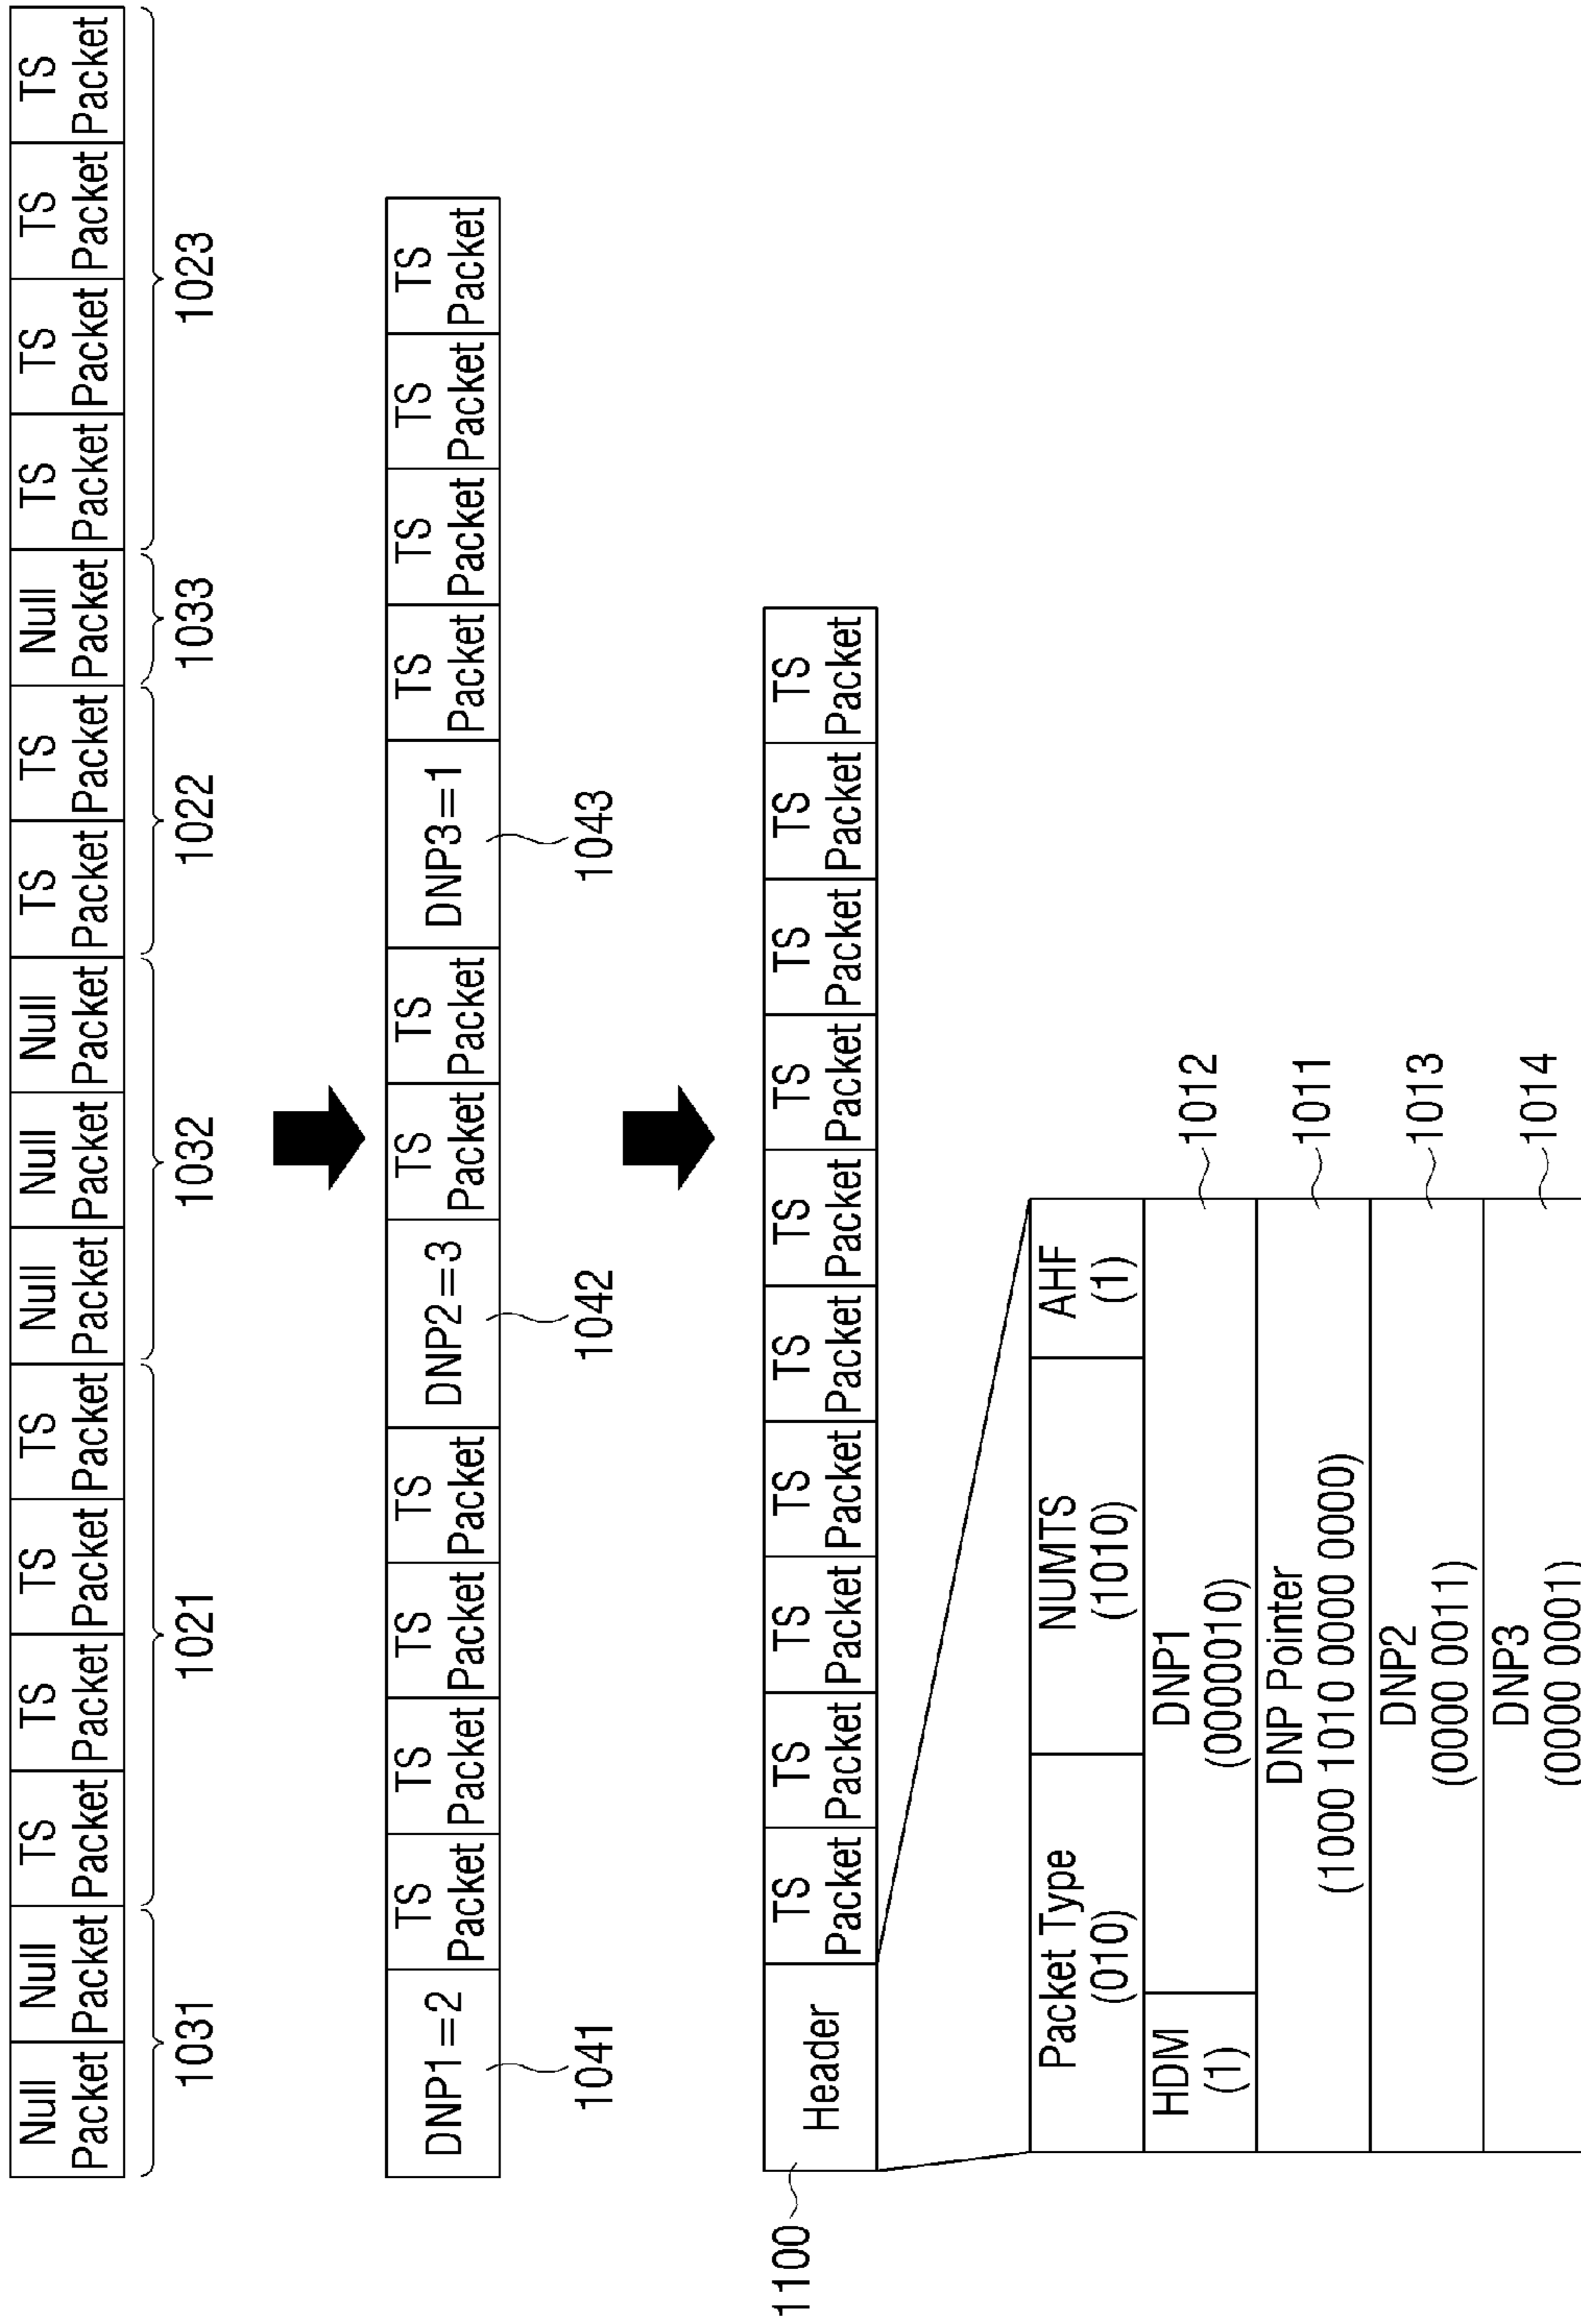 Null Null TS TS TS TS Null Null Null TS TS Null TS TS TS TS
Packet Packet Packet Packet Packet Packet Packet Packet Packet Packet Packet Packet Packet Packet Packet Packet
1031 1021 1032 1022 1033 1023
TS TS TS TS TS TS TS TS TS TS
DNP1=2 DNP2=3 DNP3=1
Packet Packet Packet Packet Packet Packet Packet Packet Packet Packet
1041 1042 1043
TS TS TS TS TS TS TS TS TS TS
1100 Header
Packet Packet Packet Packet Packet Packet Packet Packet Packet Packet
Packet Type NUMTS AHF
(010) (1010) (1)
HDM DNP1 1012
(1) (0000010)
DNP Pointer 1011
(1000 1010 0000 0000)
DNP2 1013
(0000 0011)
DNP3 1014
(0000 0001)